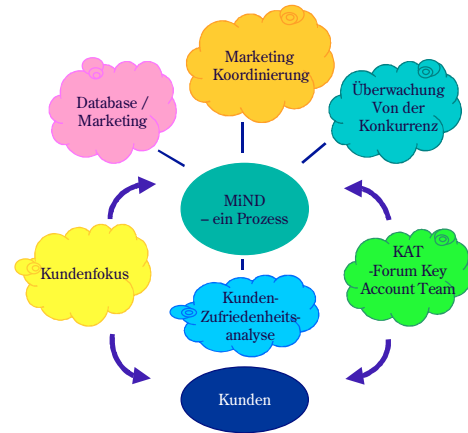 Marketing
Koordinierung
Database /
Marketing
Überwachung
Von der
Konkurrenz
MiND
– ein Prozess
Kundenfokus
KAT
-Forum Key
Account Team
Kunden-
Zufriedenheits-
analyse
Kunden